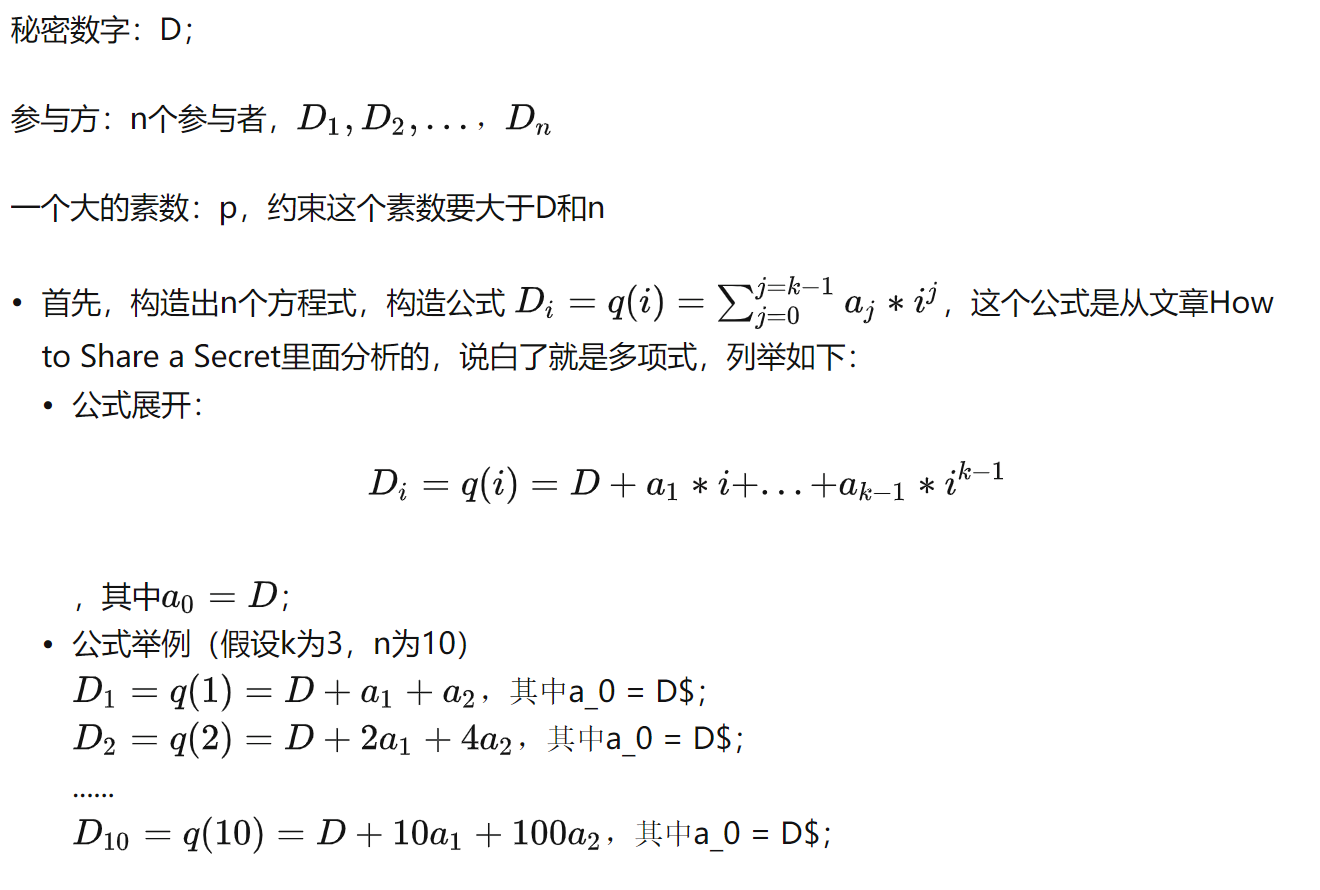 秘密数字：D；
参与方：n个参与者，D₁, D₂, . . . ，Dₙ
一个大的素数：p，约束这个素数要大于D和n
• 首先，构造出n个方程式，构造公式 $D_i = q(i) = \sum_{j=0}^{j=k-1} a_j * i^j$，这个公式是从文章How
to Share a Secret里面分析的，说白了就是多项式，列举如下：
• 公式展开：
$D_i = q(i) = D + a_1 * i + . . . + a_{k-1} * i^{k-1}$
，其中$a_0 = D$；
• 公式举例（假设k为3，n为10）
$D_1 = q(1) = D + a_1 + a_2$，其中a_0 = D$；
$D_2 = q(2) = D + 2a_1 + 4a_2$，其中a_0 = D$；
......
$D_{10} = q(10) = D + 10a_1 + 100a_2$，其中a_0 = D$；